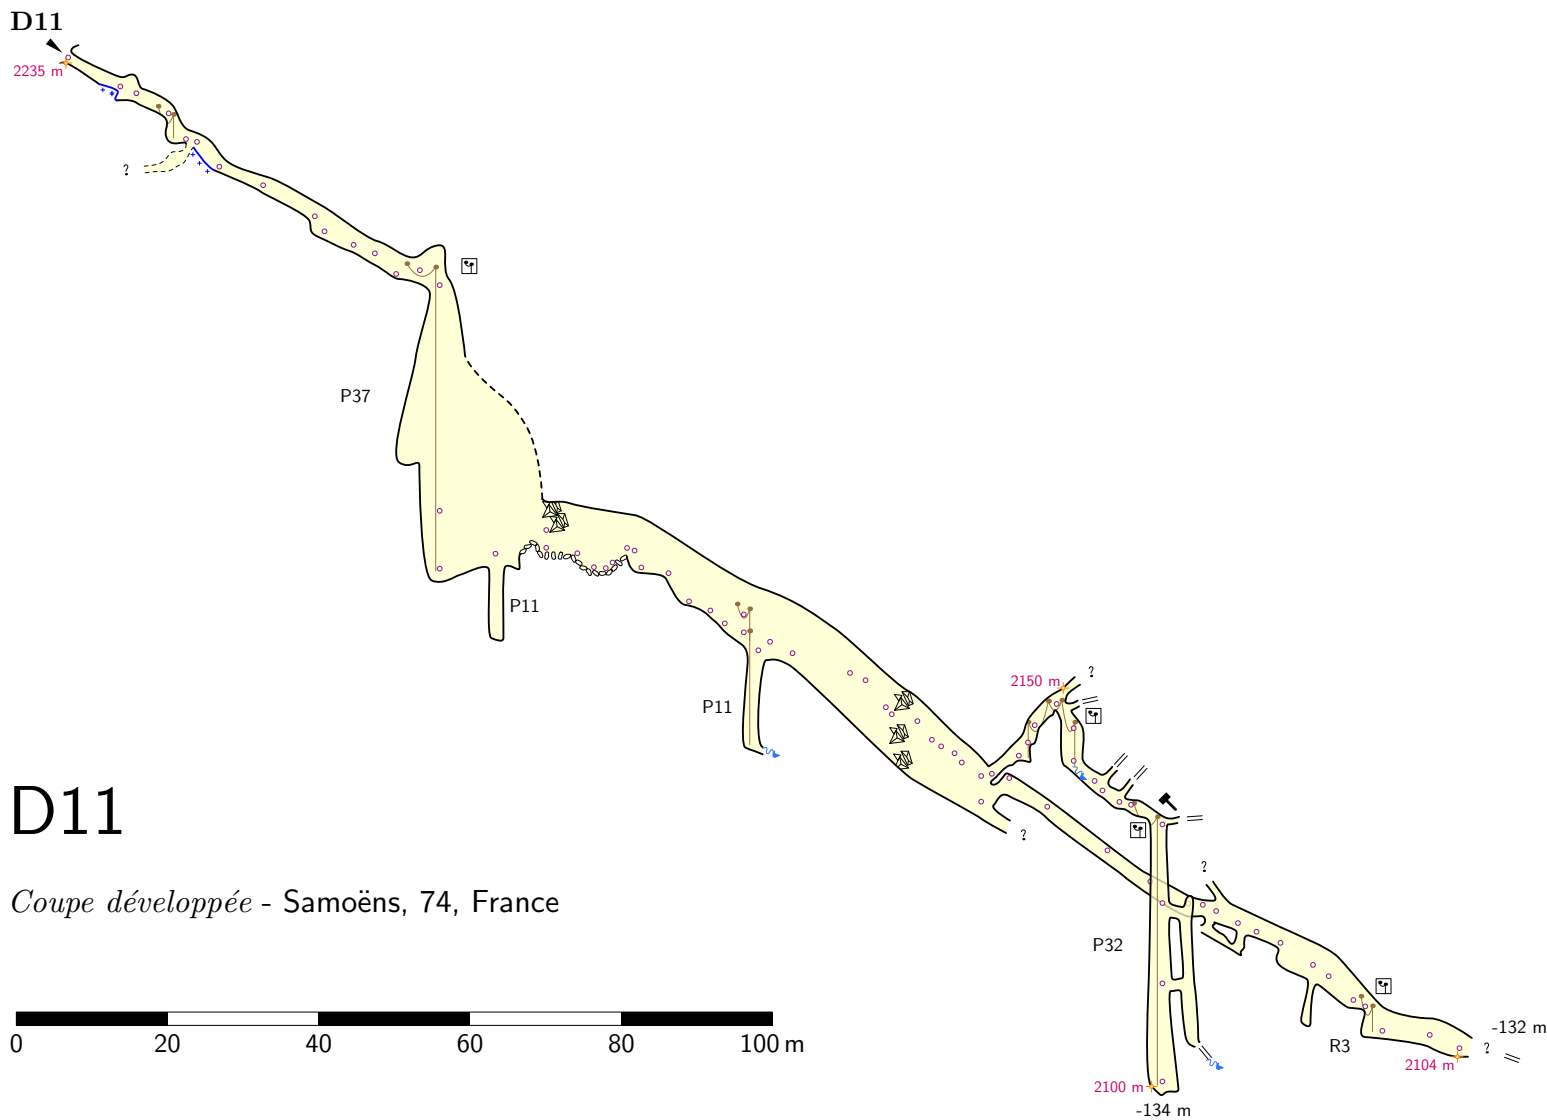 D11
2235 m
?
P37
P11
P11
2150 m
?
?
?
P32
R3
-132 m
?
2104 m
2100 m
-134 m
D11
Coupe développée - Samoëns, 74, France
0 20 40 60 80 100 m